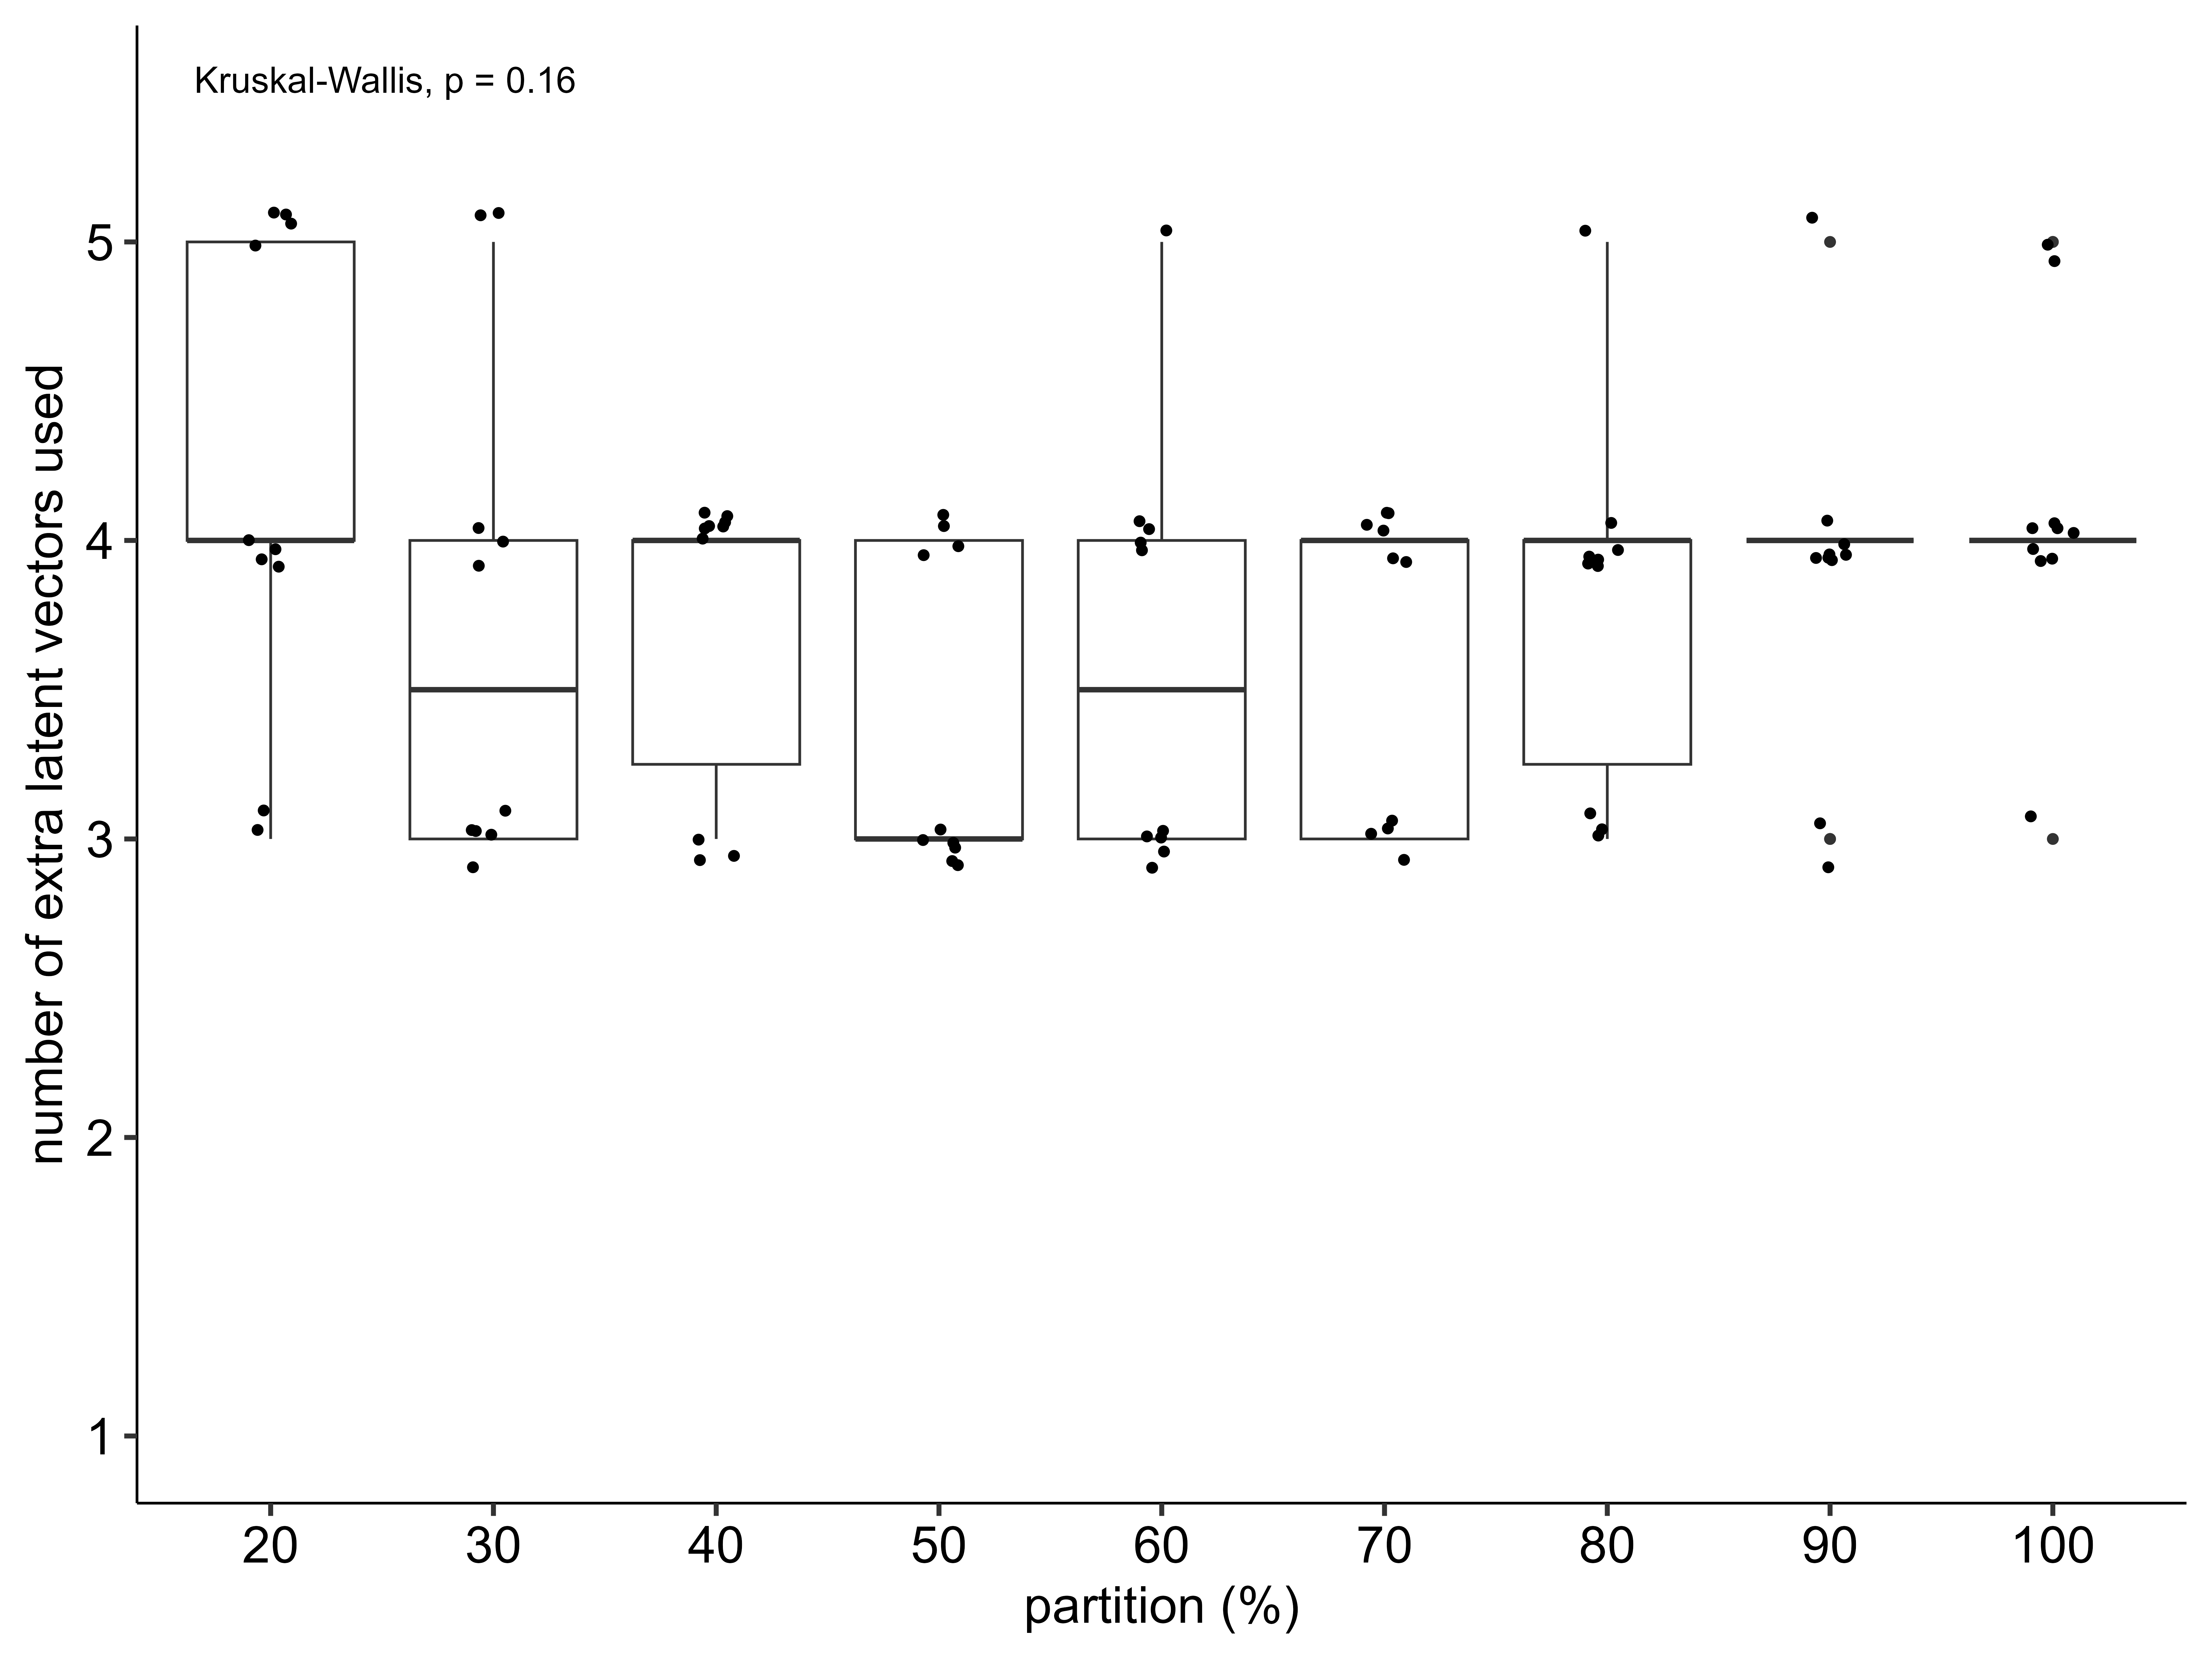 Kruskal-Wallis, p = 0.16
number of extra latent vectors used
5
4
3
2
1
20 30 40 50 60 70 80 90 100
partition (%)